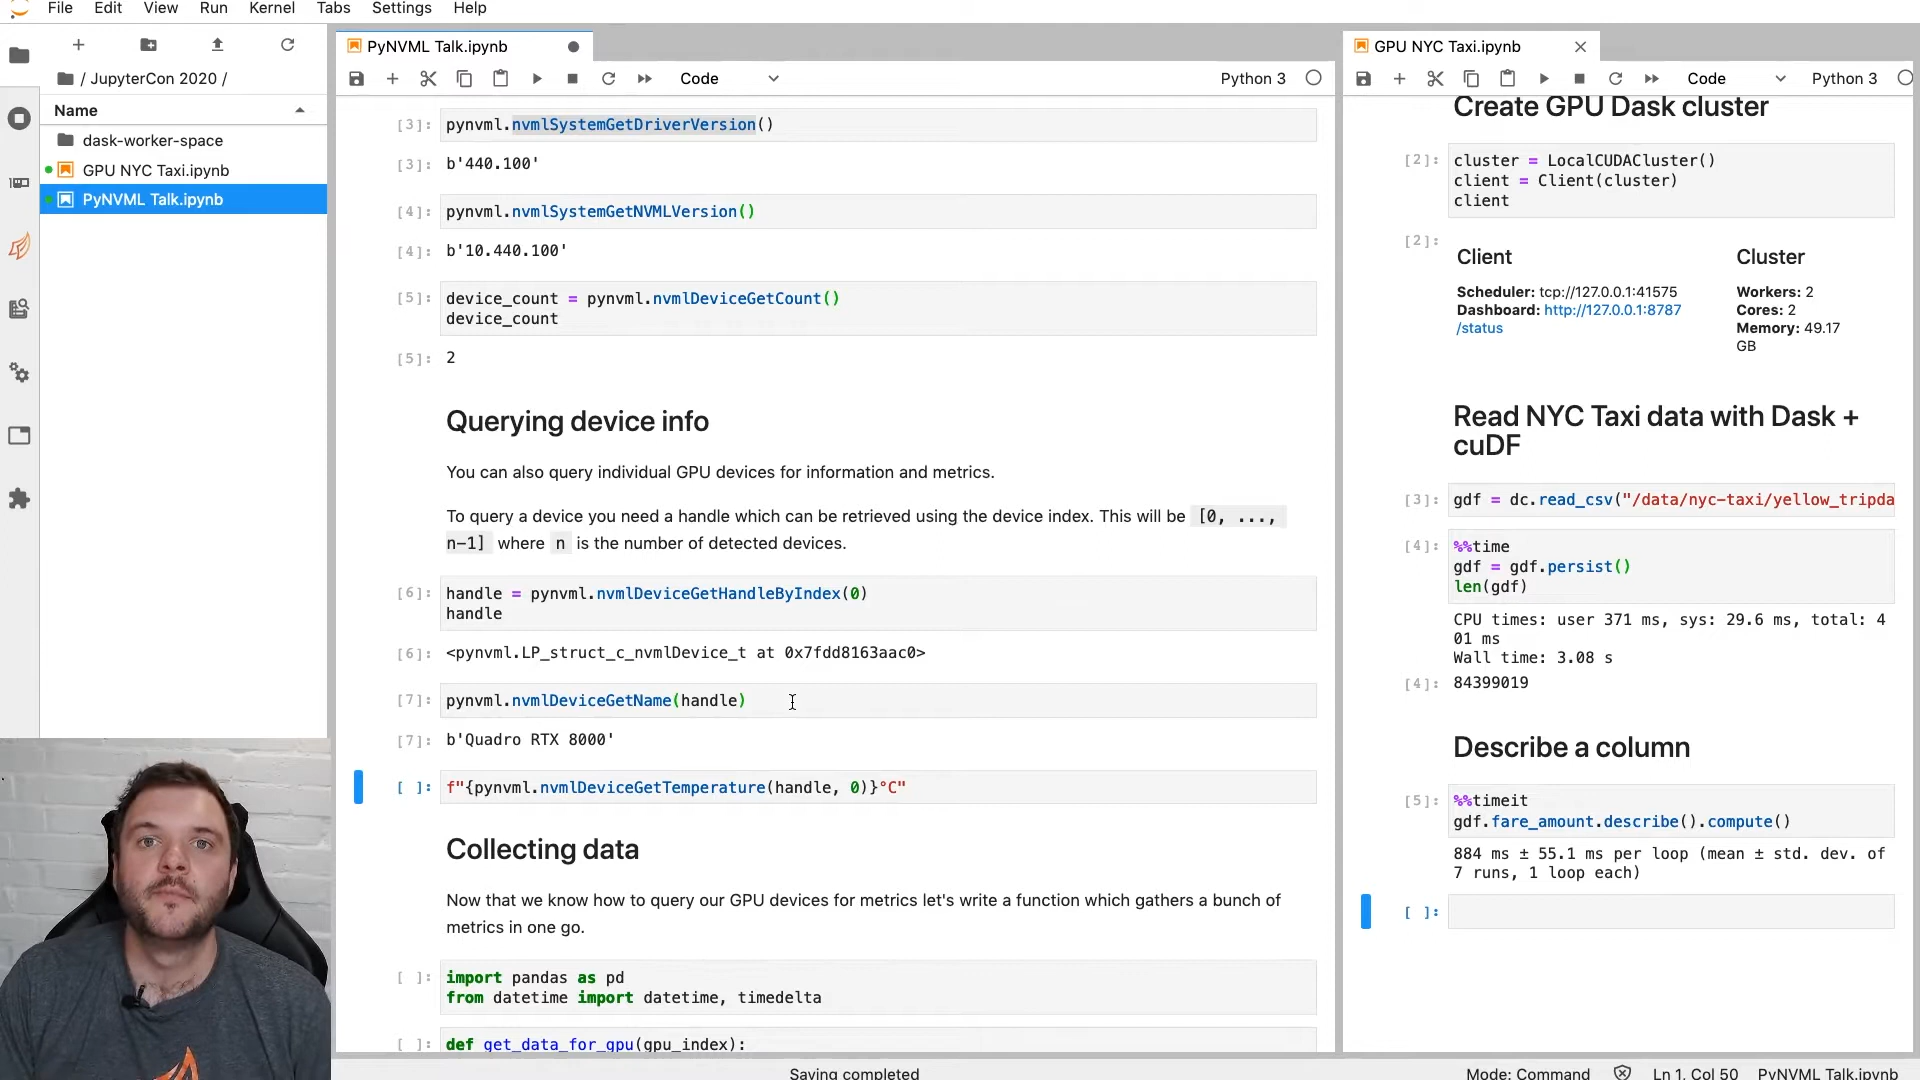 File Edit View Run Kernel Tabs Settings Help
/ JupyterCon 2020 /
Name
dask-worker-space
GPU NYC Taxi.ipynb
PyNVML Talk.ipynb
PyNVML Talk.ipynb
Code
Python 3
[3]: pynvml.nvmlSystemGetDriverVersion()
[3]: b'440.100'
[4]: pynvml.nvmlSystemGetNVMLVersion()
[4]: b'10.440.100'
[5]: device_count = pynvml.nvmlDeviceGetCount()
device_count
[5]: 2
Querying device info
You can also query individual GPU devices for information and metrics.
To query a device you need a handle which can be retrieved using the device index. This will be [0, ...,
n-1] where n is the number of detected devices.
[6]: handle = pynvml.nvmlDeviceGetHandleByIndex(0)
handle
[6]: <pynvml.LP_struct_c_nvmlDevice_t at 0x7fdd8163aac0>
[7]: pynvml.nvmlDeviceGetName(handle)
[7]: b'Quadro RTX 8000'
[ ]: f"{pynvml.nvmlDeviceGetTemperature(handle, 0)}°C"
Collecting data
Now that we know how to query our GPU devices for metrics let's write a function which gathers a bunch of
metrics in one go.
[ ]: import pandas as pd
from datetime import datetime, timedelta
[ ]: def get_data_for_gpu(gpu_index):
GPU NYC Taxi.ipynb
Code
Python 3
Create GPU Dask cluster
[2]: cluster = LocalCUDACluster()
client = Client(cluster)
client
[2]:
Client
Scheduler: tcp://127.0.0.1:41575
Dashboard: http://127.0.0.1:8787
/status
Cluster
Workers: 2
Cores: 2
Memory: 49.17
GB
Read NYC Taxi data with Dask +
cuDF
[3]: gdf = dc.read_csv("/data/nyc-taxi/yellow_tripda
[4]: %%time
gdf = gdf.persist()
len(gdf)
CPU times: user 371 ms, sys: 29.6 ms, total: 4
01 ms
Wall time: 3.08 s
[4]: 84399019
Describe a column
[5]: %%timeit
gdf.fare_amount.describe().compute()
884 ms ± 55.1 ms per loop (mean ± std. dev. of
7 runs, 1 loop each)
[ ]:
Saving completed
Mode: Command
Ln 1, Col 50
PyNVML Talk.ipynb